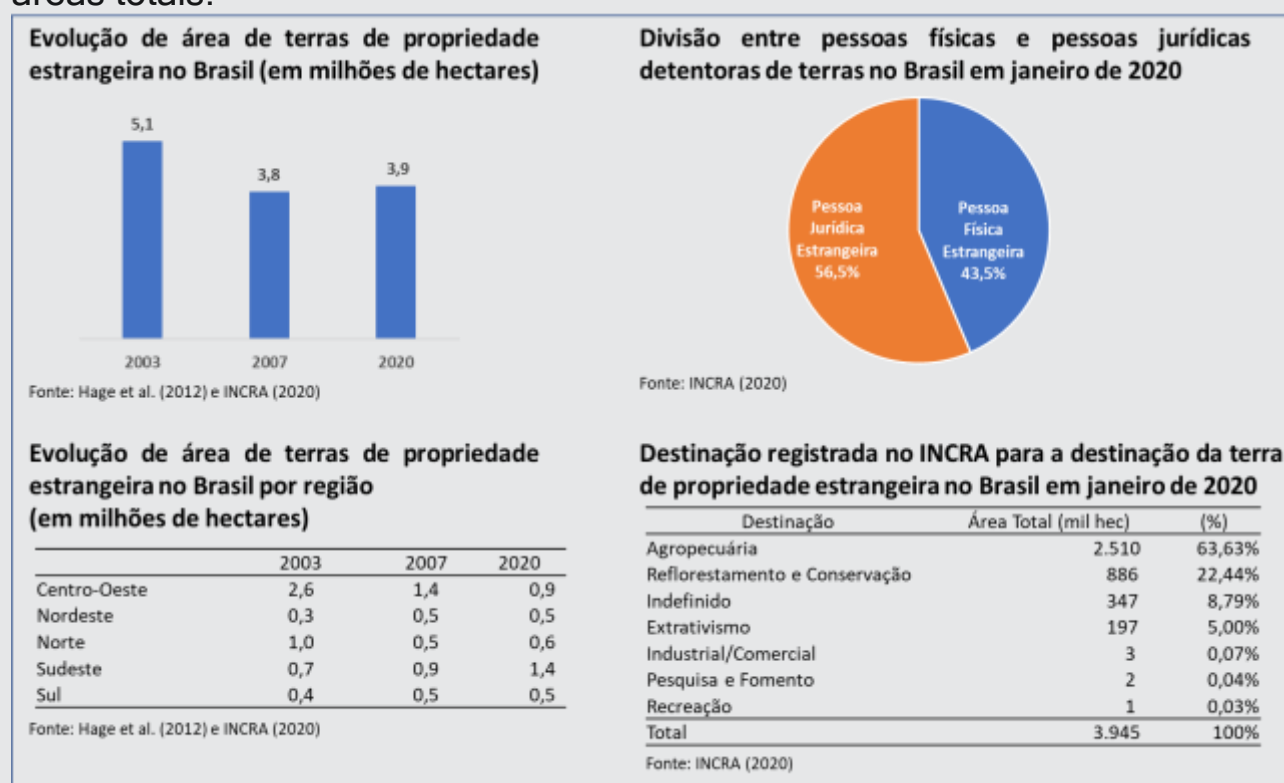 áreas totais.
Evolução de área de terras de propriedade
estrangeira no Brasil (em milhões de hectares)
5,1
3,8
3,9
2003 2007 2020
Fonte: Hage et al. (2012) e INCRA (2020)
Divisão entre pessoas físicas e pessoas jurídicas
detentoras de terras no Brasil em janeiro de 2020
Pessoa
Jurídica
Estrangeira
56,5%
Pessoa
Física
Estrangeira
43,5%
Fonte: INCRA (2020)
Evolução de área de terras de propriedade
estrangeira no Brasil por região
(em milhões de hectares)
2003 2007 2020
Centro-Oeste 2,6 1,4 0,9
Nordeste 0,3 0,5 0,5
Norte 1,0 0,5 0,6
Sudeste 0,7 0,9 1,4
Sul 0,4 0,5 0,5
Fonte: Hage et al. (2012) e INCRA (2020)
Destinação registrada no INCRA para a destinação da terra
de propriedade estrangeira no Brasil em janeiro de 2020
Destinação Área Total (mil hec) (%)
Agropecuária 2.510 63,63%
Reflorestamento e Conservação 886 22,44%
Indefinido 347 8,79%
Extrativismo 197 5,00%
Industrial/Comercial 3 0,07%
Pesquisa e Fomento 2 0,04%
Recreação 1 0,03%
Total 3.945 100%
Fonte: INCRA (2020)